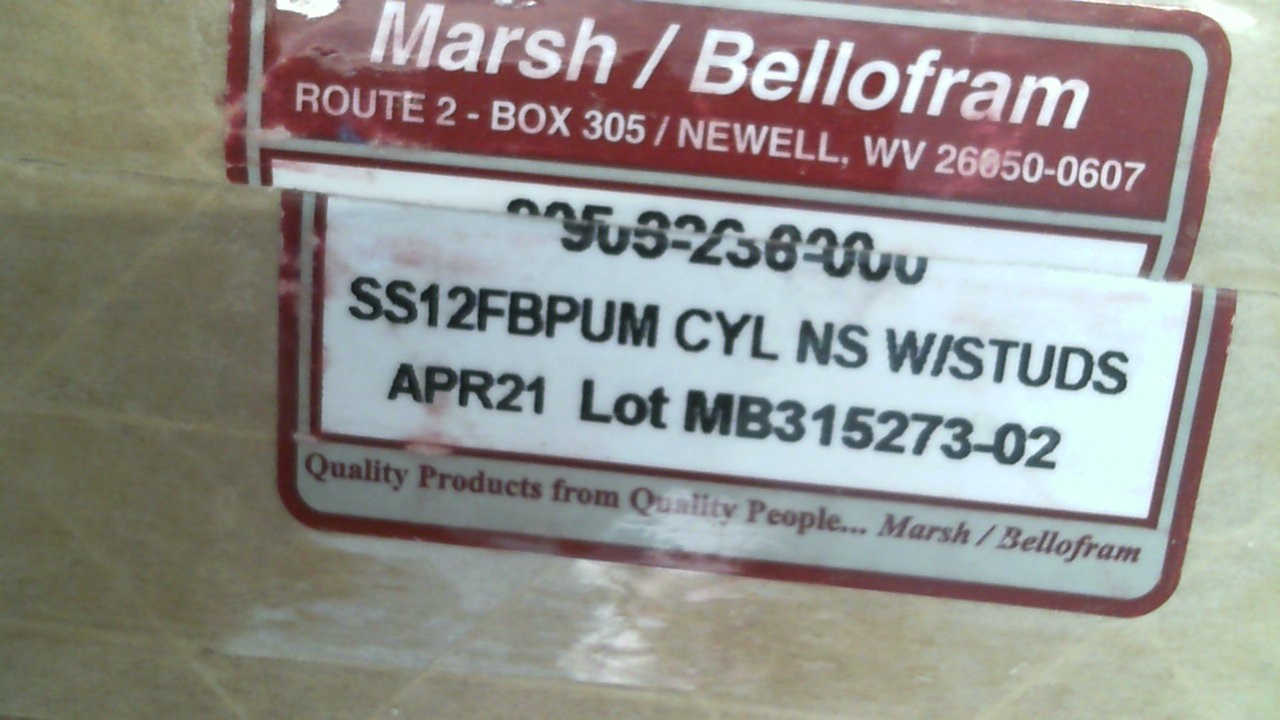 Marsh / Bellofram
ROUTE 2 - BOX 305 / NEWELL, WV 26050-0607
SS12FBPUM CYL NS W/STUDS
APR21 Lot MB315273-02
Quality Products from Quality People... Marsh / Bellofram